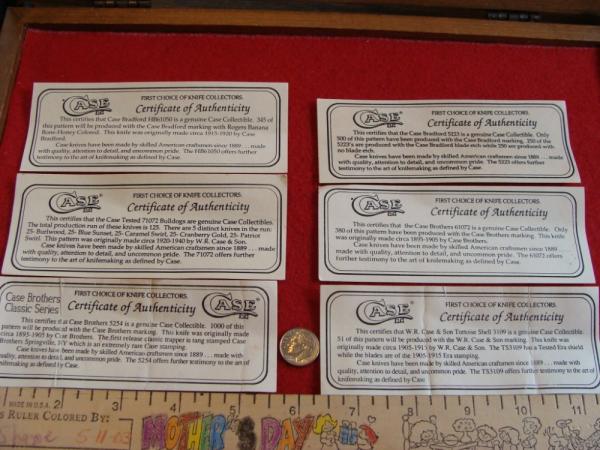 CASE
FIRST CHOICE OF KNIFE COLLECTORS.
Certificate of Authenticity
This certifies that Case Bradford HB61050 is a genuine Case Collectible. 345 of
this pattern will be produced with the Case Bradford marking with Rogers Banana
Bone-Honey Colored. This knife was originally made circa 1915-1920 by Case
Bradford.
Case knives have been made by skilled American craftsmen since 1889 ... made
with quality, attention to detail, and uncommon pride. The HB61050 offers further
testimony to the art of knifemaking as defined by Case.
CASE
FIRST CHOICE OF KNIFE COLLECTORS.
Certificate of Authenticity
This certifies that the Case Bradford 5223 is a genuine Case Collectible. Only
500 of this pattern have been produced with the Case Bradford marking, 250 of the
5223's are produced with the Case Bradford blade etch while 250 are produced with
no blade etch.
Case knives have been made by skilled American craftsmen since 1889 ... made
with quality, attention to detail, and uncommon pride. The 5223 offers further
testimony to the art of knifemaking as defined by Case.
CASE
FIRST CHOICE OF KNIFE COLLECTORS.
Certificate of Authenticity
This certifies that the Case Tested 71072 Bulldogs are genuine Case Collectibles.
The total production run of these knives is 125. There are 5 distinct knives in the run:
25- Burlwood, 25- Blue Sunset, 25- Caramel Swirl, 25- Cranberry Gold, 25- Patriot
Swirl. This pattern was originally made circa 1920-1940 by W.R. Case & Son.
Case knives have been made by skilled American craftsmen since 1889 ... made
with quality, attention to detail, and uncommon pride. The 71072 offers further
testimony to the art of knifemaking as defined by Case.
CASE
FIRST CHOICE OF KNIFE COLLECTORS.
Certificate of Authenticity
This certifies that the Case Brothers 61072 is a genuine Case Collectible. Only
380 of this pattern have been produced with the Case Brothers marking. This knife
was originally made circa 1895-1905 by Case Brothers.
Case knives have been made by skilled American craftsmen since 1889
... made with quality, attention to detail, and uncommon pride. The 61072 offers
further testimony to the art of knifemaking as defined by Case.
Case Brothers
Classic Series
FIRST CHOICE OF KNIFE COLLECTORS.
Certificate of Authenticity
CASE
This certifies that Case Brothers 5254 is a genuine Case Collectible. 1000 of this
pattern will be produced with the Case Brothers marking. This knife was originally made
circa 1895-1905 by Case Brothers. The first release classic trapper is tang stamped Case
Brothers Springville, NY which is an extremely rare Case stamping.
Case knives have been made by skilled American craftsmen since 1889 ... made with
quality, attention to detail, and uncommon pride. The 5254 offers further testimony to the art of
knifemaking as defined by Case.
CASE
FIRST CHOICE OF KNIFE COLLECTORS.
Certificate of Authenticity
This certifies that W.R. Case & Son Tortoise Shell 3109 is a genuine Case Collectible.
51 of this pattern will be produced with the W.R. Case & Son marking. This knife was
originally made circa 1905-1915 by W.R. Case & Son. The TS3109 has a Tested Era shield
while the blades are of the 1905-1915 Era stamping.
Case knives have been made by skilled American craftsmen since 1889 ... made with
quality, attention to detail, and uncommon pride. The TS3109 offers further testimony to the art of
knifemaking as defined by Case.
MADE IN U.S.A. 2 3 4 5 6 7 8 9 10 11
S RULER COLORED BY:
Shane 5-11-03
MOTHER'S DAY